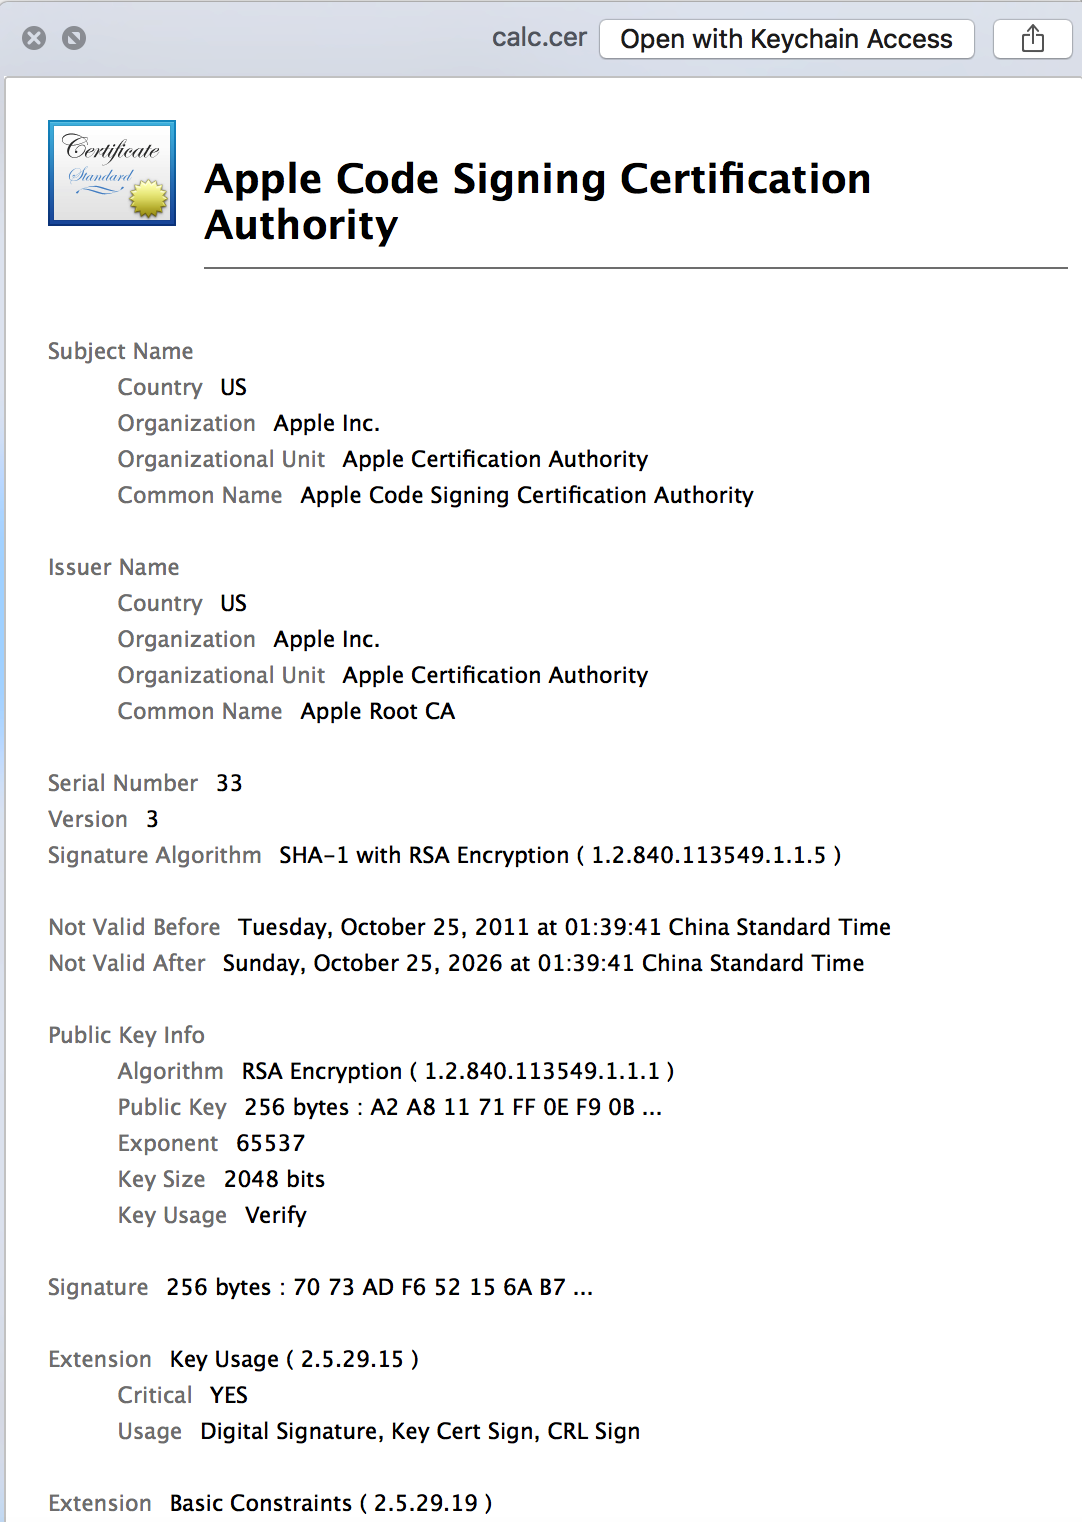 calc.cer Open with Keychain Access
Certificate
Standard
Apple Code Signing Certification
Authority
Subject Name
Country US
Organization Apple Inc.
Organizational Unit Apple Certification Authority
Common Name Apple Code Signing Certification Authority
Issuer Name
Country US
Organization Apple Inc.
Organizational Unit Apple Certification Authority
Common Name Apple Root CA
Serial Number 33
Version 3
Signature Algorithm SHA-1 with RSA Encryption ( 1.2.840.113549.1.1.5 )
Not Valid Before Tuesday, October 25, 2011 at 01:39:41 China Standard Time
Not Valid After Sunday, October 25, 2026 at 01:39:41 China Standard Time
Public Key Info
Algorithm RSA Encryption ( 1.2.840.113549.1.1.1 )
Public Key 256 bytes : A2 A8 11 71 FF 0E F9 0B ...
Exponent 65537
Key Size 2048 bits
Key Usage Verify
Signature 256 bytes : 70 73 AD F6 52 15 6A B7 ...
Extension Key Usage ( 2.5.29.15 )
Critical YES
Usage Digital Signature, Key Cert Sign, CRL Sign
Extension Basic Constraints ( 2.5.29.19 )